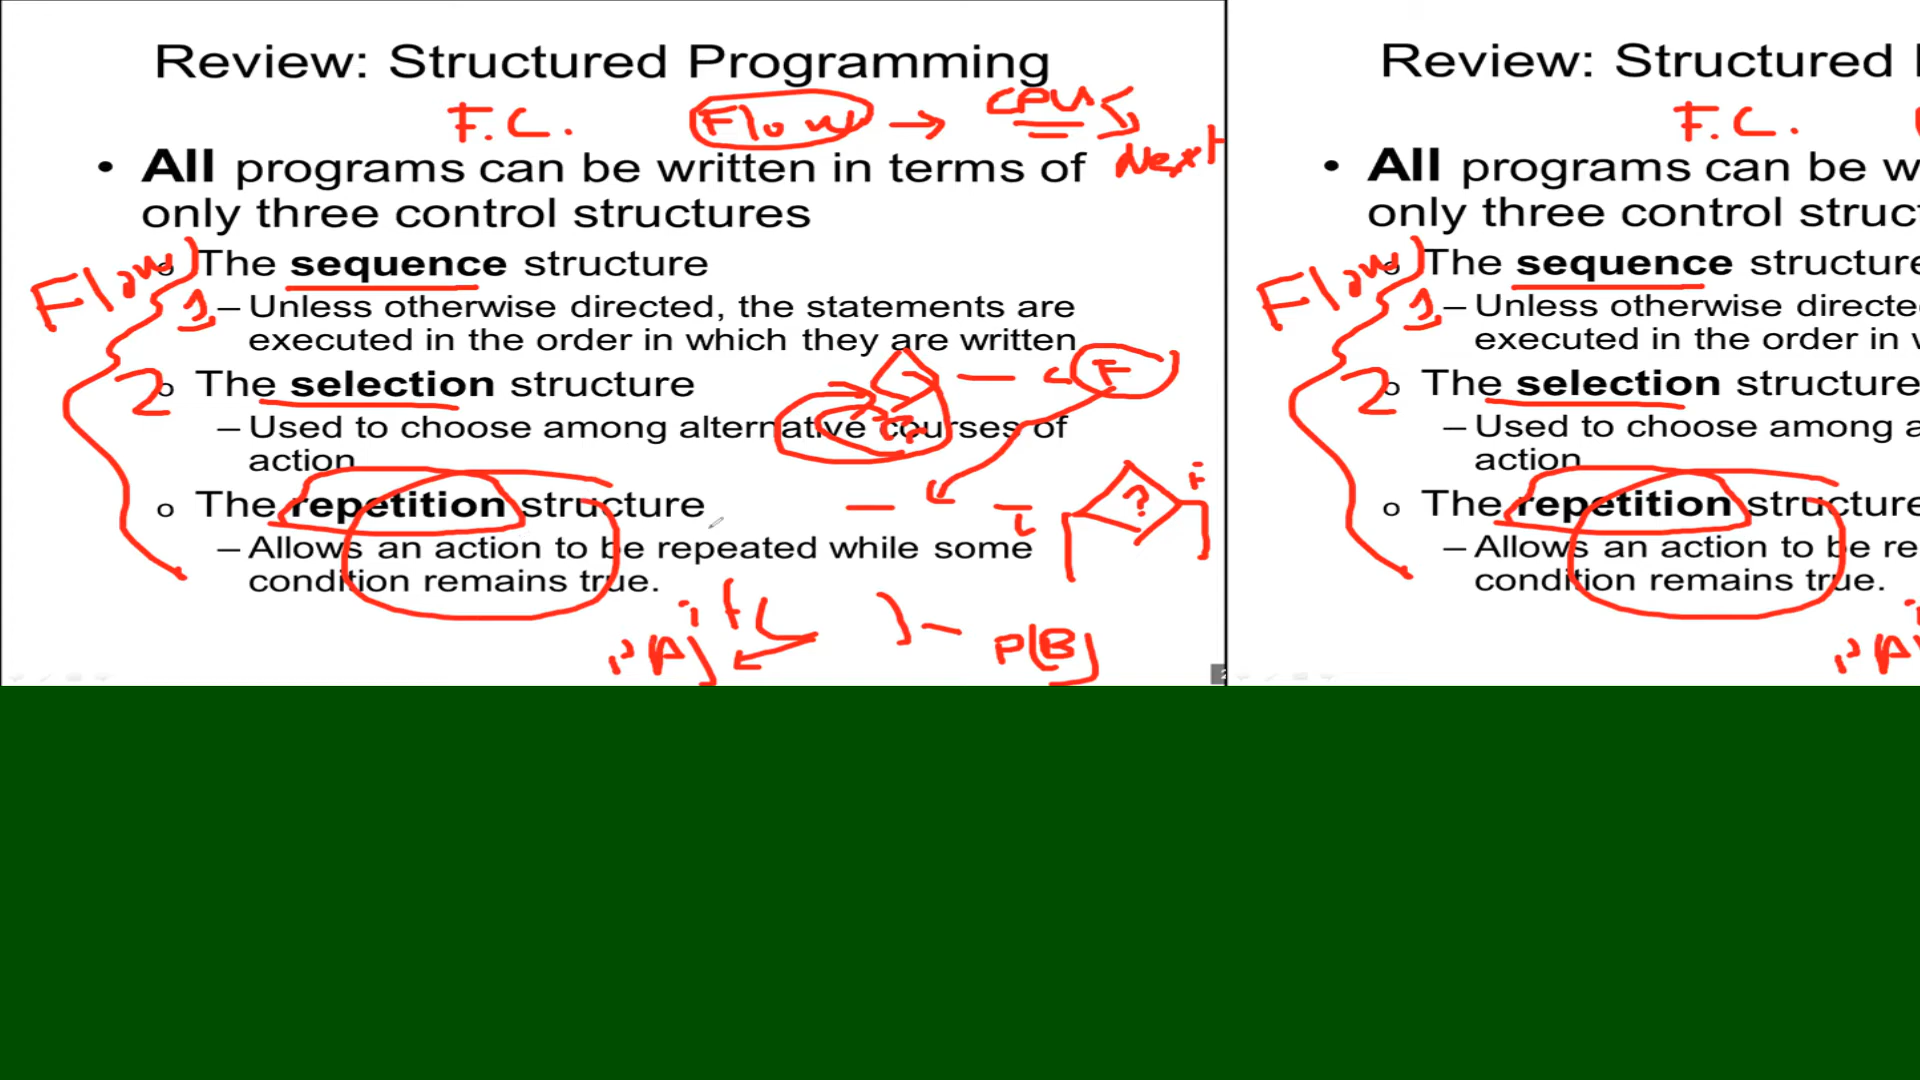 Review: Structured Programming
F.C. Flow → CPU Next
• All programs can be written in terms of
only three control structures
Flow
o The sequence structure
1 – Unless otherwise directed, the statements are
executed in the order in which they are written
2 o The selection structure
F
– Used to choose among alternative courses of
action
o The repetition structure
? F
– Allows an action to be repeated while some
condition remains true.
if ( )
P[B]
2
Review: Structured
F.C.
• All programs can be w
only three control struct
Flow
o The sequence structure
1 – Unless otherwise directe
executed in the order in w
2 o The selection structure
– Used to choose among a
action
o The repetition structure
– Allows an action to be re
condition remains true.